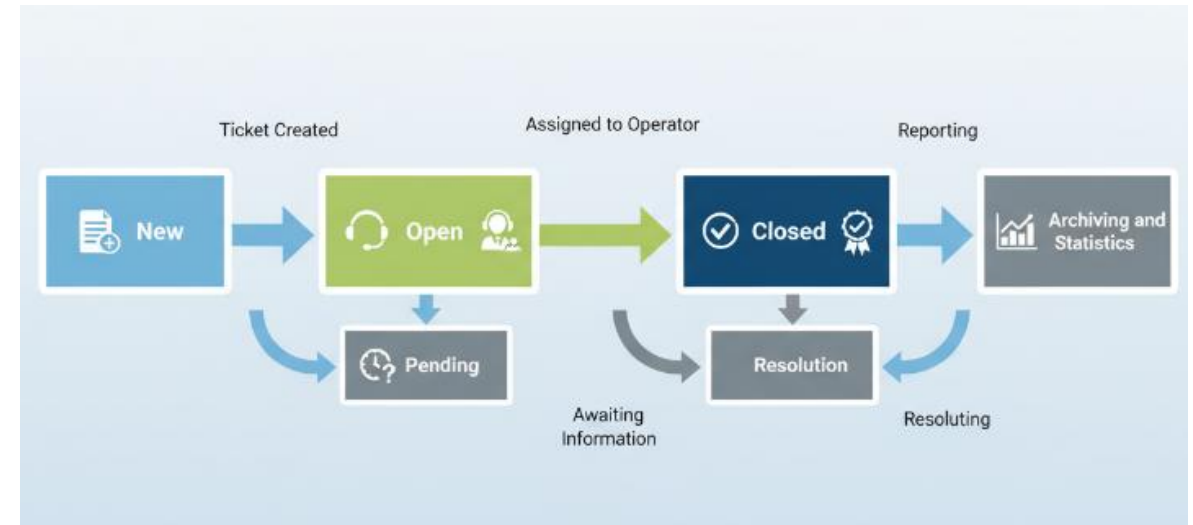 Ticket Created
Assigned to Operator
Reporting
New
Open
Closed
Archiving and
Statistics
Pending
Resolution
Awaiting
Information
Resoluting